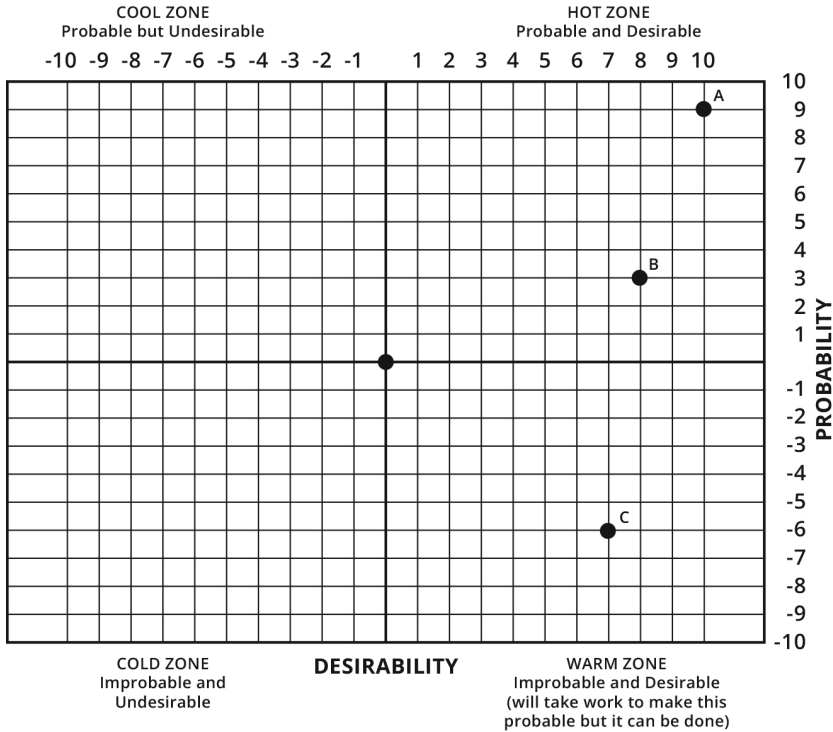 COOL ZONE
Probable but Undesirable
HOT ZONE
Probable and Desirable
-10 -9 -8 -7 -6 -5 -4 -3 -2 -1 1 2 3 4 5 6 7 8 9 10
10
A
9
8
7
6
5
4
B
3
2
1
PROBABILITY
-1
-2
-3
-4
-5
C
-6
-7
-8
-9
-10
COLD ZONE
Improbable and
Undesirable
DESIRABILITY
WARM ZONE
Improbable and Desirable
(will take work to make this
probable but it can be done)